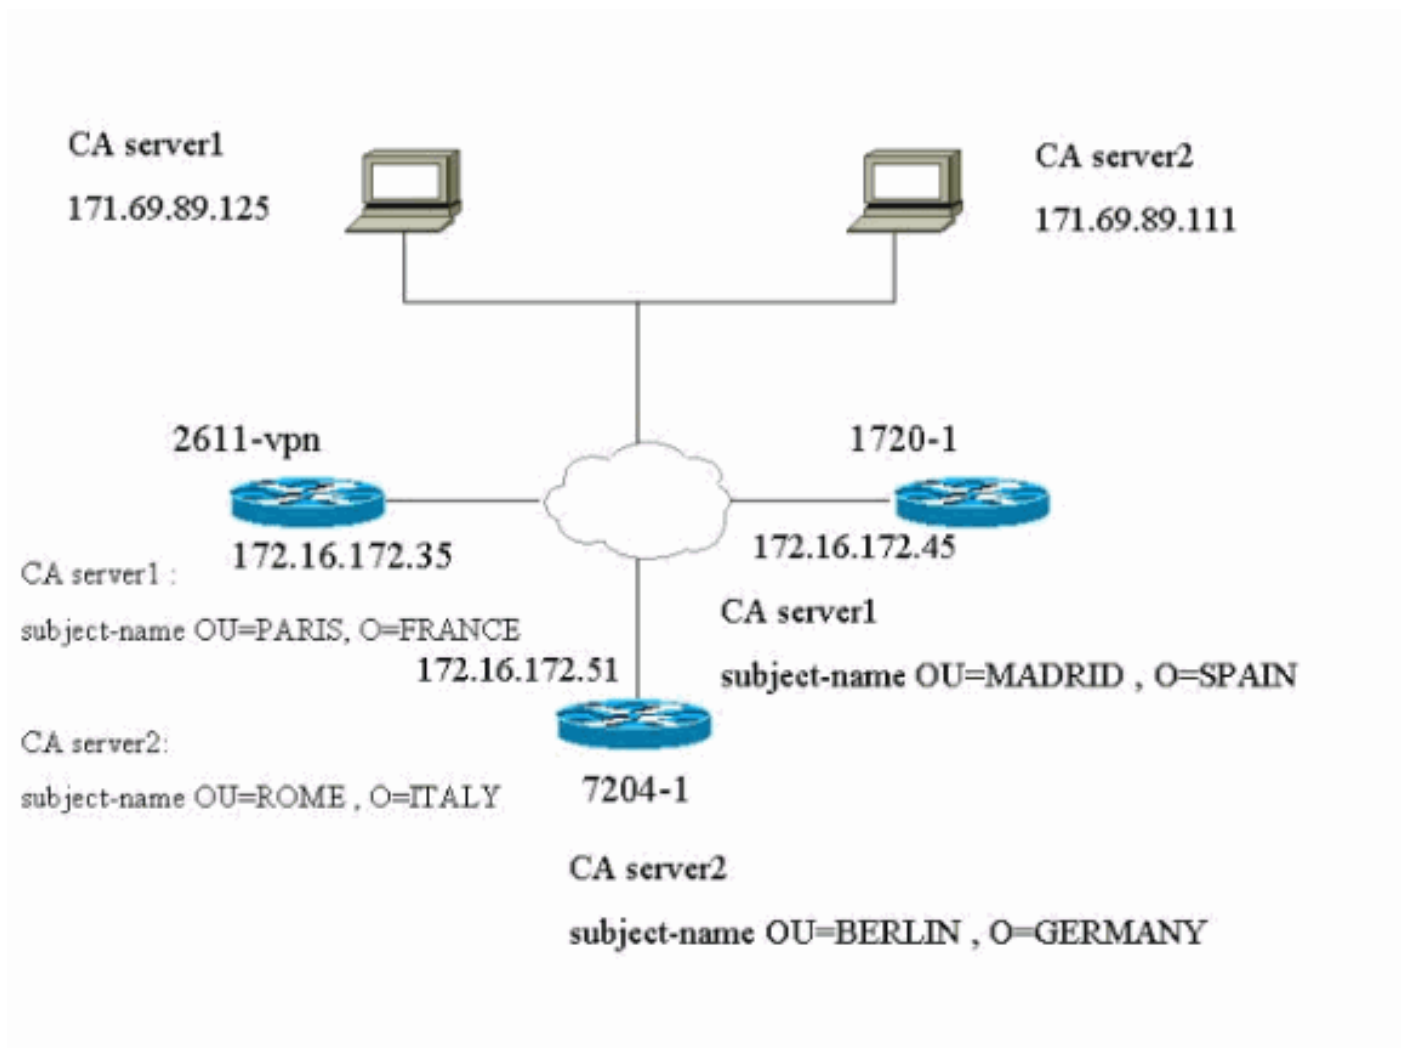 CA server1
171.69.89.125
CA server2
171.69.89.111
2611-vpn
1720-1
172.16.172.35
172.16.172.45
CA server1 :
subject-name OU=PARIS, O=FRANCE
CA server1
subject-name OU=MADRID , O=SPAIN
172.16.172.51
CA server2:
subject-name OU=ROME , O=ITALY
7204-1
CA server2
subject-name OU=BERLIN , O=GERMANY